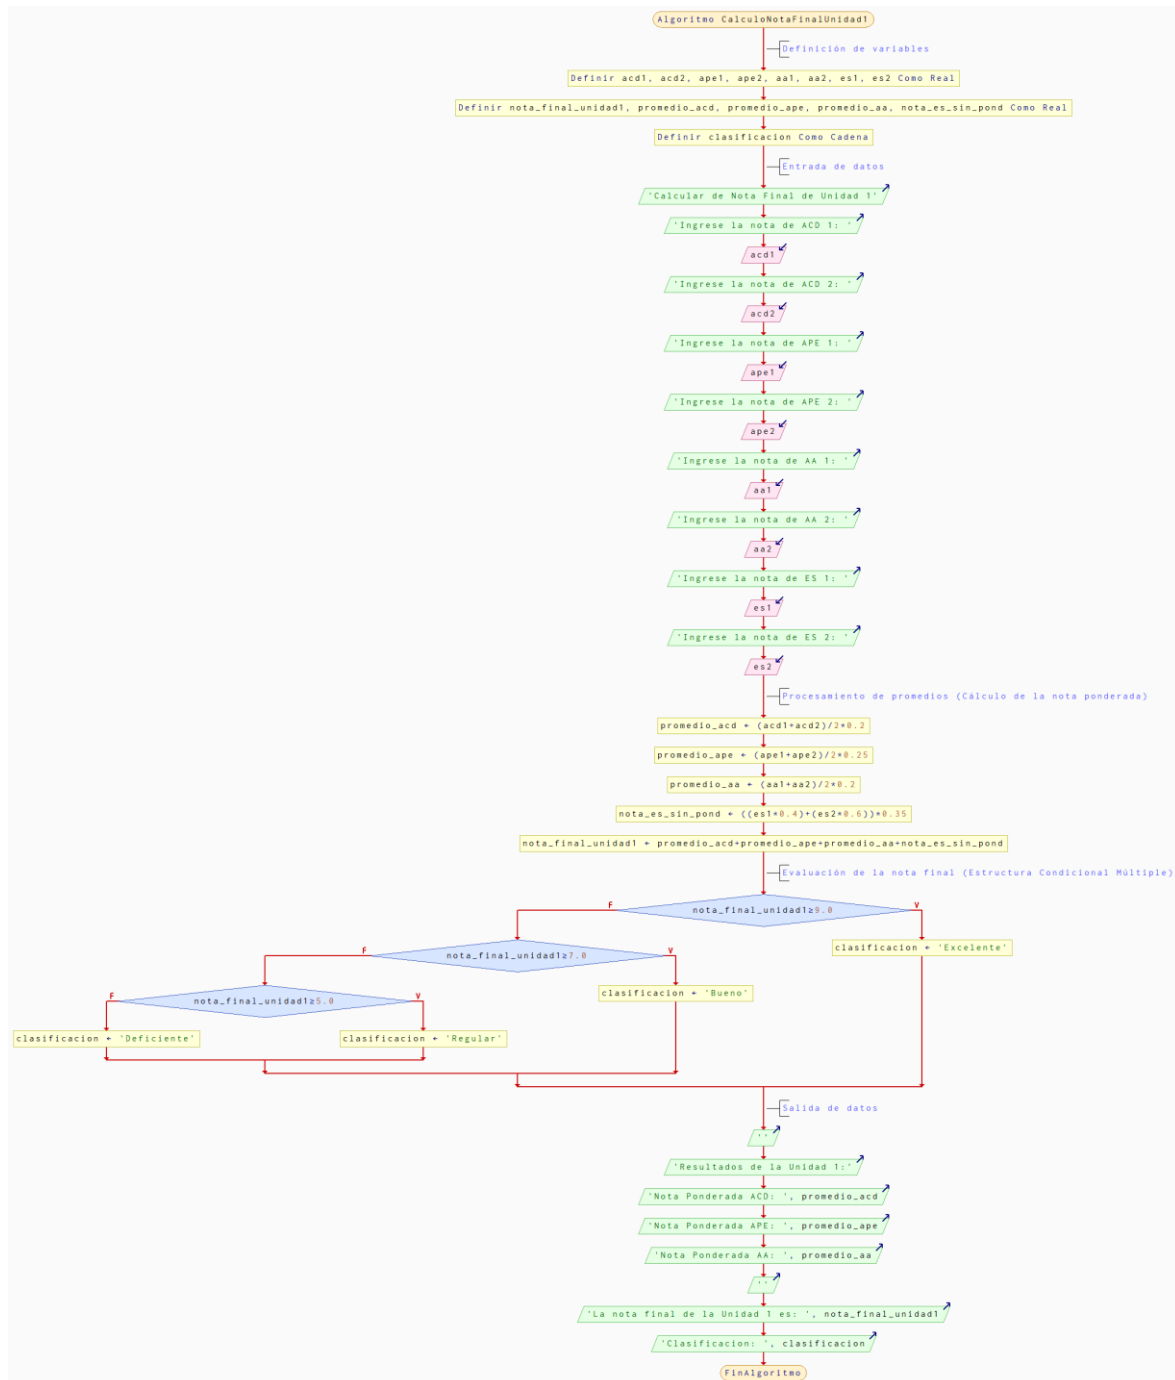 Algoritmo CalculoNotaFinalUnidad1
Definición de variables
Definir acd1, acd2, ape1, ape2, aa1, aa2, es1, es2 Como Real
Definir nota_final_unidad1, promedio_acd, promedio_ape, promedio_aa, nota_es_sin_pond Como Real
Definir clasificacion Como Cadena
Entrada de datos
'Calcular de Nota Final de Unidad 1'
'Ingrese la nota de ACD 1: '
acd1
'Ingrese la nota de ACD 2: '
acd2
'Ingrese la nota de APE 1: '
ape1
'Ingrese la nota de APE 2: '
ape2
'Ingrese la nota de AA 1: '
aa1
'Ingrese la nota de AA 2: '
aa2
'Ingrese la nota de ES 1: '
es1
'Ingrese la nota de ES 2: '
es2
Procesamiento de promedios (Cálculo de la nota ponderada)
promedio_acd ← (acd1+acd2)/2*0.2
promedio_ape ← (ape1+ape2)/2*0.25
promedio_aa ← (aa1+aa2)/2*0.2
nota_es_sin_pond ← ((es1*0.4)+(es2*0.6))*0.35
nota_final_unidad1 ← promedio_acd+promedio_ape+promedio_aa+nota_es_sin_pond
Evaluación de la nota final (Estructura Condicional Múltiple)
F
nota_final_unidad1≥9.0
V
clasificacion ← 'Excelente'
F
nota_final_unidad1≥7.0
V
clasificacion ← 'Bueno'
F
nota_final_unidad1≥5.0
V
clasificacion ← 'Deficiente'
clasificacion ← 'Regular'
Salida de datos
''
'Resultados de la Unidad 1:'
'Nota Ponderada ACD: ', promedio_acd
'Nota Ponderada APE: ', promedio_ape
'Nota Ponderada AA: ', promedio_aa
''
'La nota final de la Unidad 1 es: ', nota_final_unidad1
'Clasificacion: ', clasificacion
FinAlgoritmo